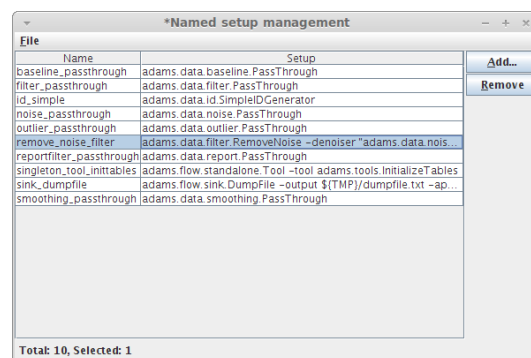 *Named setup management
File
Name Setup
baseline_passthrough adams.data.baseline.PassThrough
filter_passthrough adams.data.filter.PassThrough
id_simple adams.data.id.SimpleIDGenerator
noise_passthrough adams.data.noise.PassThrough
outlier_passthrough adams.data.outlier.PassThrough
remove_noise_filter adams.data.filter.RemoveNoise -denoiser "adams.data.nois...
reportfilter_passthrough adams.data.report.PassThrough
singleton_tool_inittables adams.flow.standalone.Tool -tool adams.tools.InitializeTables
sink_dumpfile adams.flow.sink.DumpFile -output ${TMP}/dumpfile.txt -ap...
smoothing_passthrough adams.data.smoothing.PassThrough
Add...
Remove
Total: 10, Selected: 1